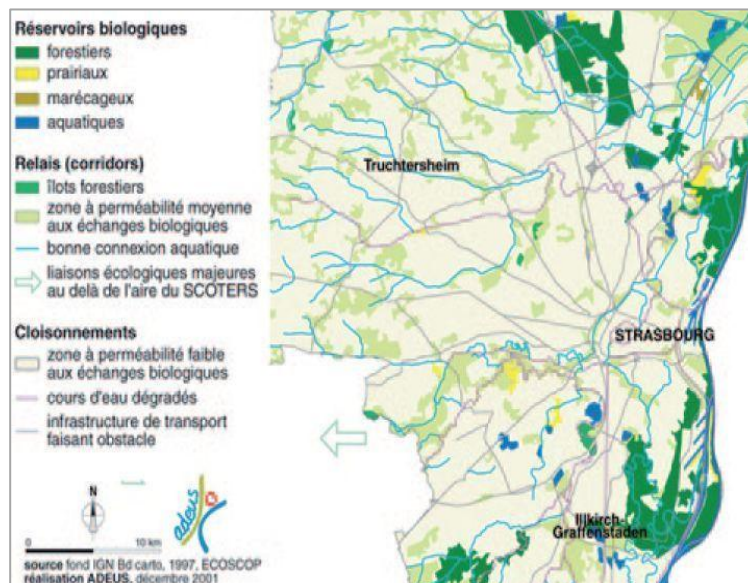 Réservoirs biologiques
forestiers
prairiaux
marécageux
aquatiques
Relais (corridors)
îlots forestiers
zone à perméabilité moyenne
aux échanges biologiques
bonne connexion aquatique
liaisons écologiques majeures
au delà de l'aire du SCOTERS
Cloisonnements
zone à perméabilité faible
aux échanges biologiques
cours d'eau dégradés
infrastructure de transport
faisant obstacle
N
adeus
0 10 km
source fond IGN Bd carto, 1997, ECOSCOP
réalisation ADEUS, décembre 2001
Truchtersheim
STRASBOURG
Illkirch-
Graffenstaden